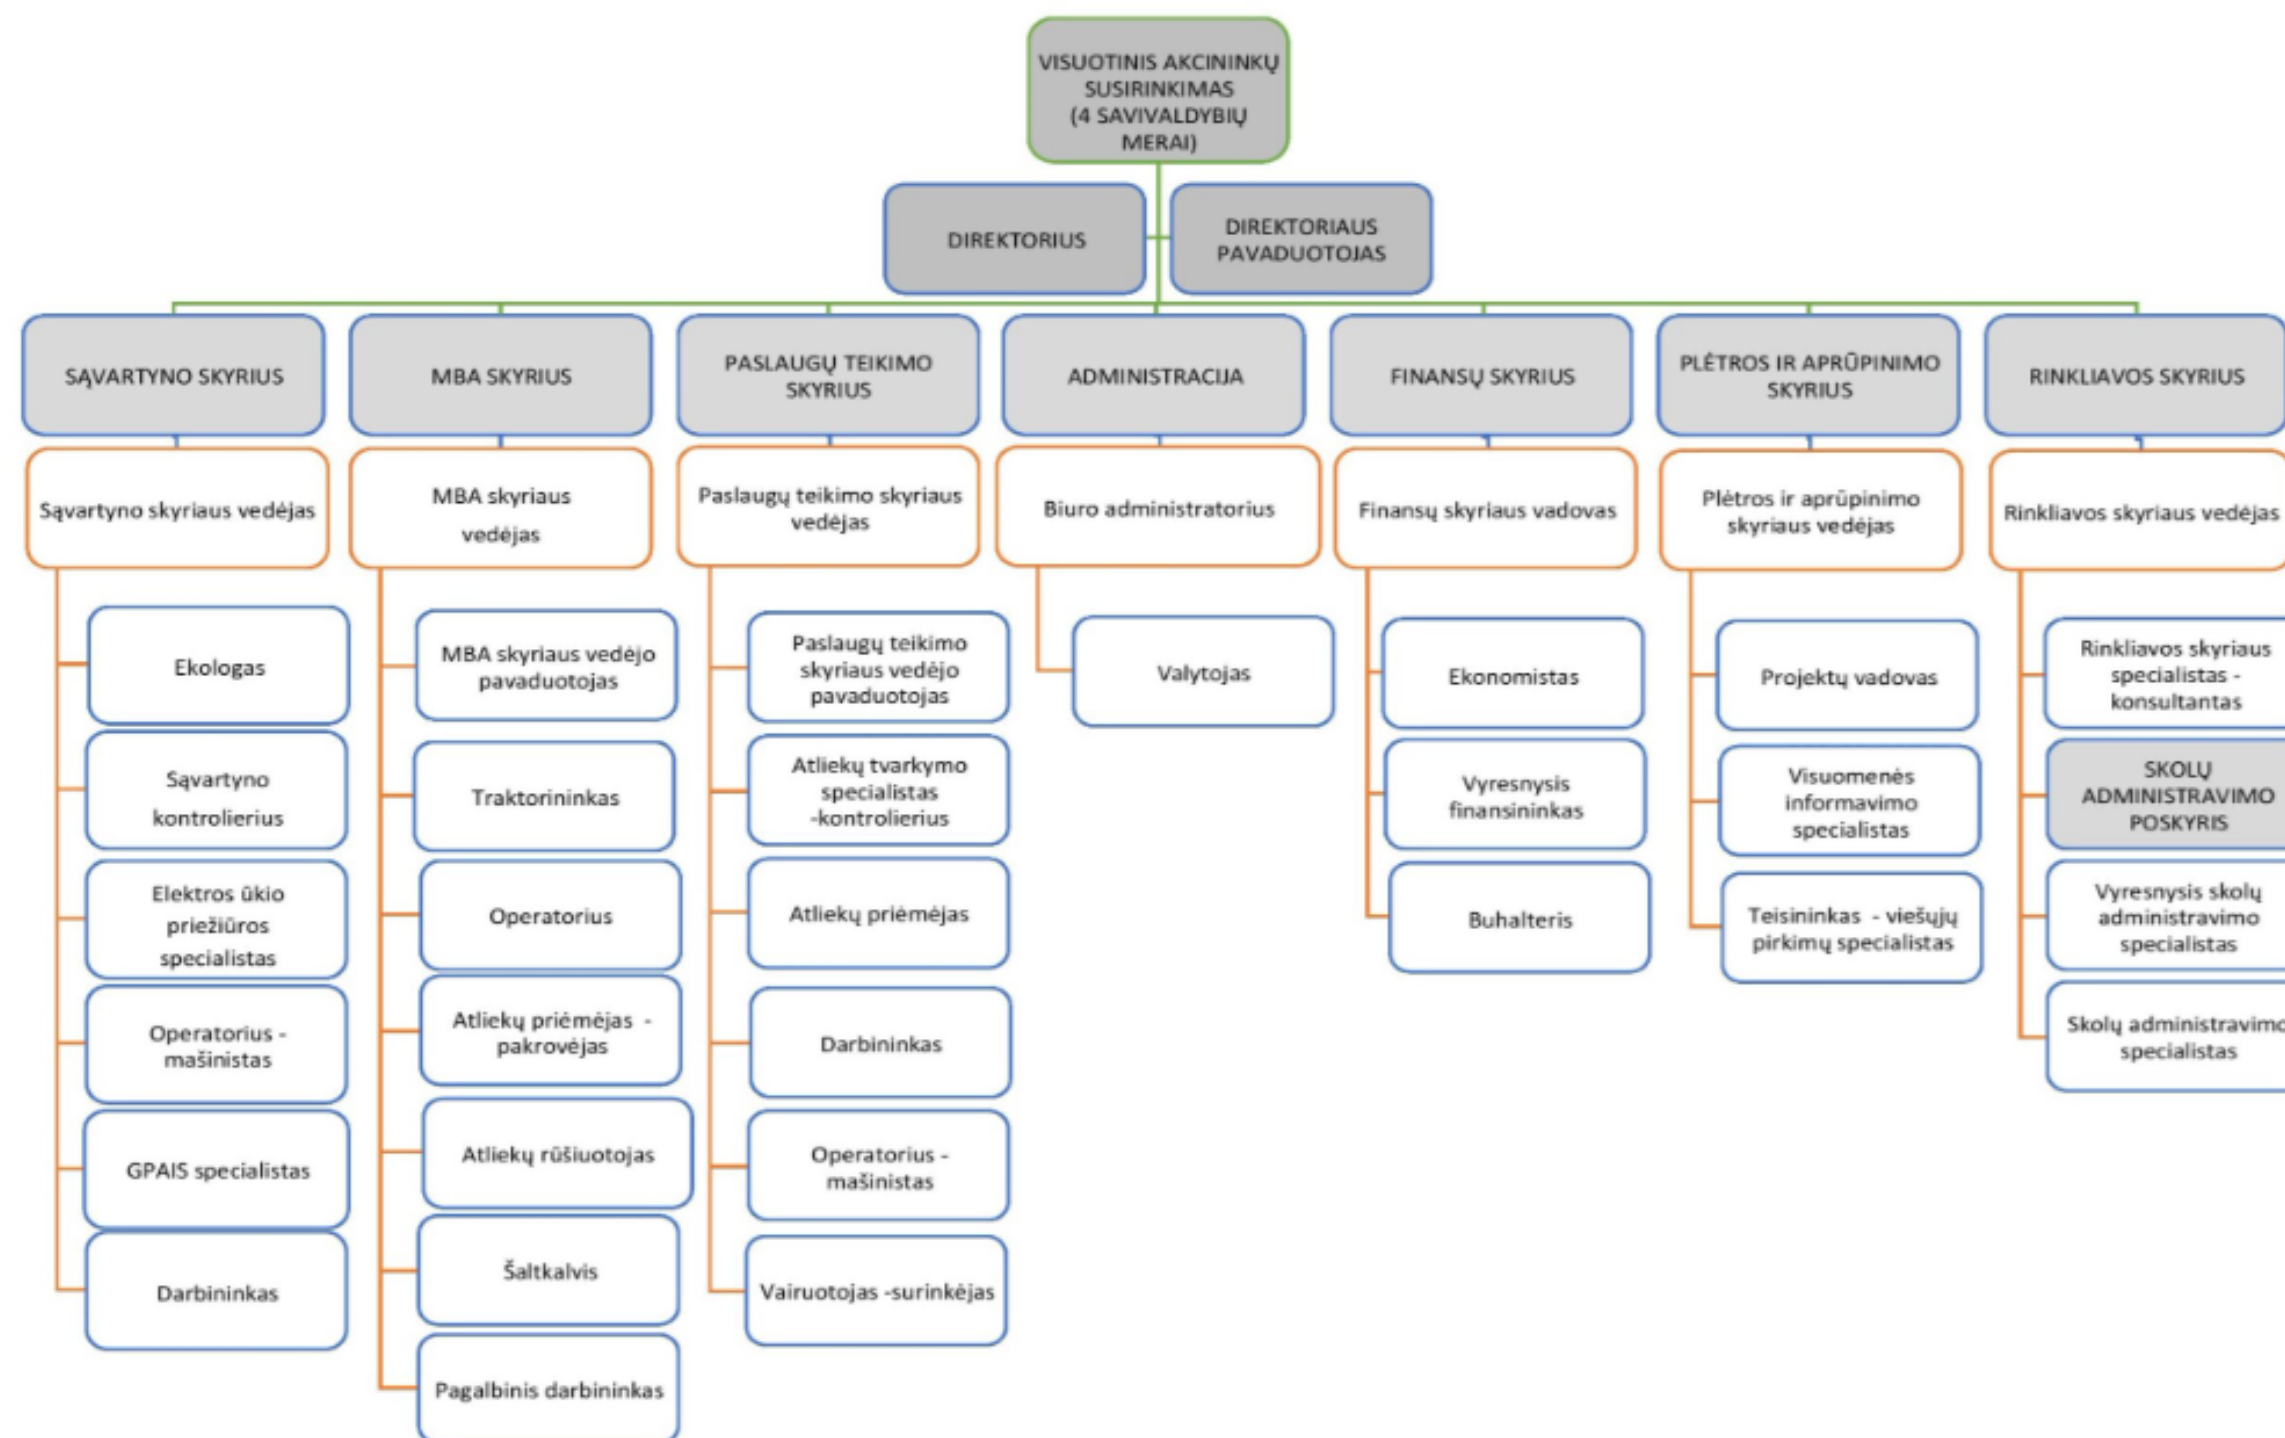 VISUOTINIS AKCININKŲ
SUSIRINKIMAS
(4 SAVIVALDYBIŲ
MERAI)
DIREKTORIUS
DIREKTORIAUS
PAVADUOTOJAS
SĄVARTYNO SKYRIUS
MBA SKYRIUS
PASLAUGŲ TEIKIMO
SKYRIUS
ADMINISTRACIJA
FINANSŲ SKYRIUS
PLĖTROS IR APRŪPINIMO
SKYRIUS
RINKLIAVOS SKYRIUS
Sąvartyno skyriaus vedėjas
MBA skyriaus
vedėjas
Paslaugų teikimo skyriaus
vedėjas
Biuro administratorius
Finansų skyriaus vadovas
Plėtros ir aprūpinimo
skyriaus vedėjas
Rinkliavos skyriaus vedėjas
Ekologas
Sąvartyno
kontrolierius
Elektros ūkio
priežiūros
specialistas
Operatorius -
mašinistas
GPAIS specialistas
Darbininkas
MBA skyriaus vedėjo
pavaduotojas
Traktorininkas
Operatorius
Atliekų priėmėjas -
pakrovėjas
Atliekų rūšiuotojas
Šaltkalvis
Pagalbinis darbininkas
Paslaugų teikimo
skyriaus vedėjo
pavaduotojas
Atliekų tvarkymo
specialistas
-kontrolierius
Atliekų priėmėjas
Darbininkas
Operatorius -
mašinistas
Vairuotojas -surinkėjas
Valytojas
Ekonomistas
Vyresnysis
finansininkas
Buhalteris
Projektų vadovas
Visuomenės
informavimo
specialistas
Teisininkas - viešųjų
pirkimų specialistas
Rinkliavos skyriaus
specialistas -
konsultantas
SKOLŲ
ADMINISTRAVIMO
POSKYRIS
Vyresnysis skolų
administravimo
specialistas
Skolų administravimo
specialistas